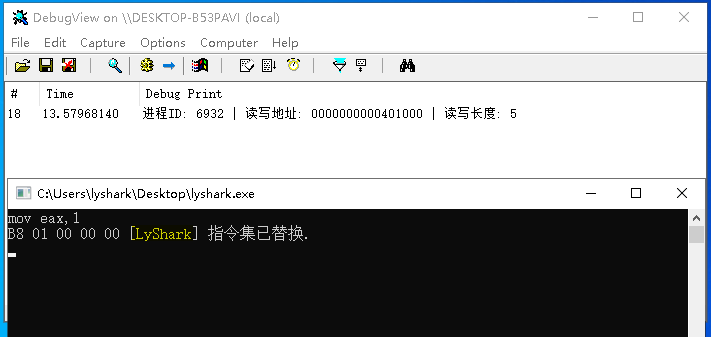 DebugView on \\DESKTOP-B53PAVI (local)
File Edit Capture Options Computer Help
# Time Debug Print
18 13.57968140 进程ID: 6932 | 读写地址: 0000000000401000 | 读写长度: 5
C:\Users\lyshark\Desktop\lyshark.exe
mov eax,1
B8 01 00 00 00 [LyShark] 指令集已替换.